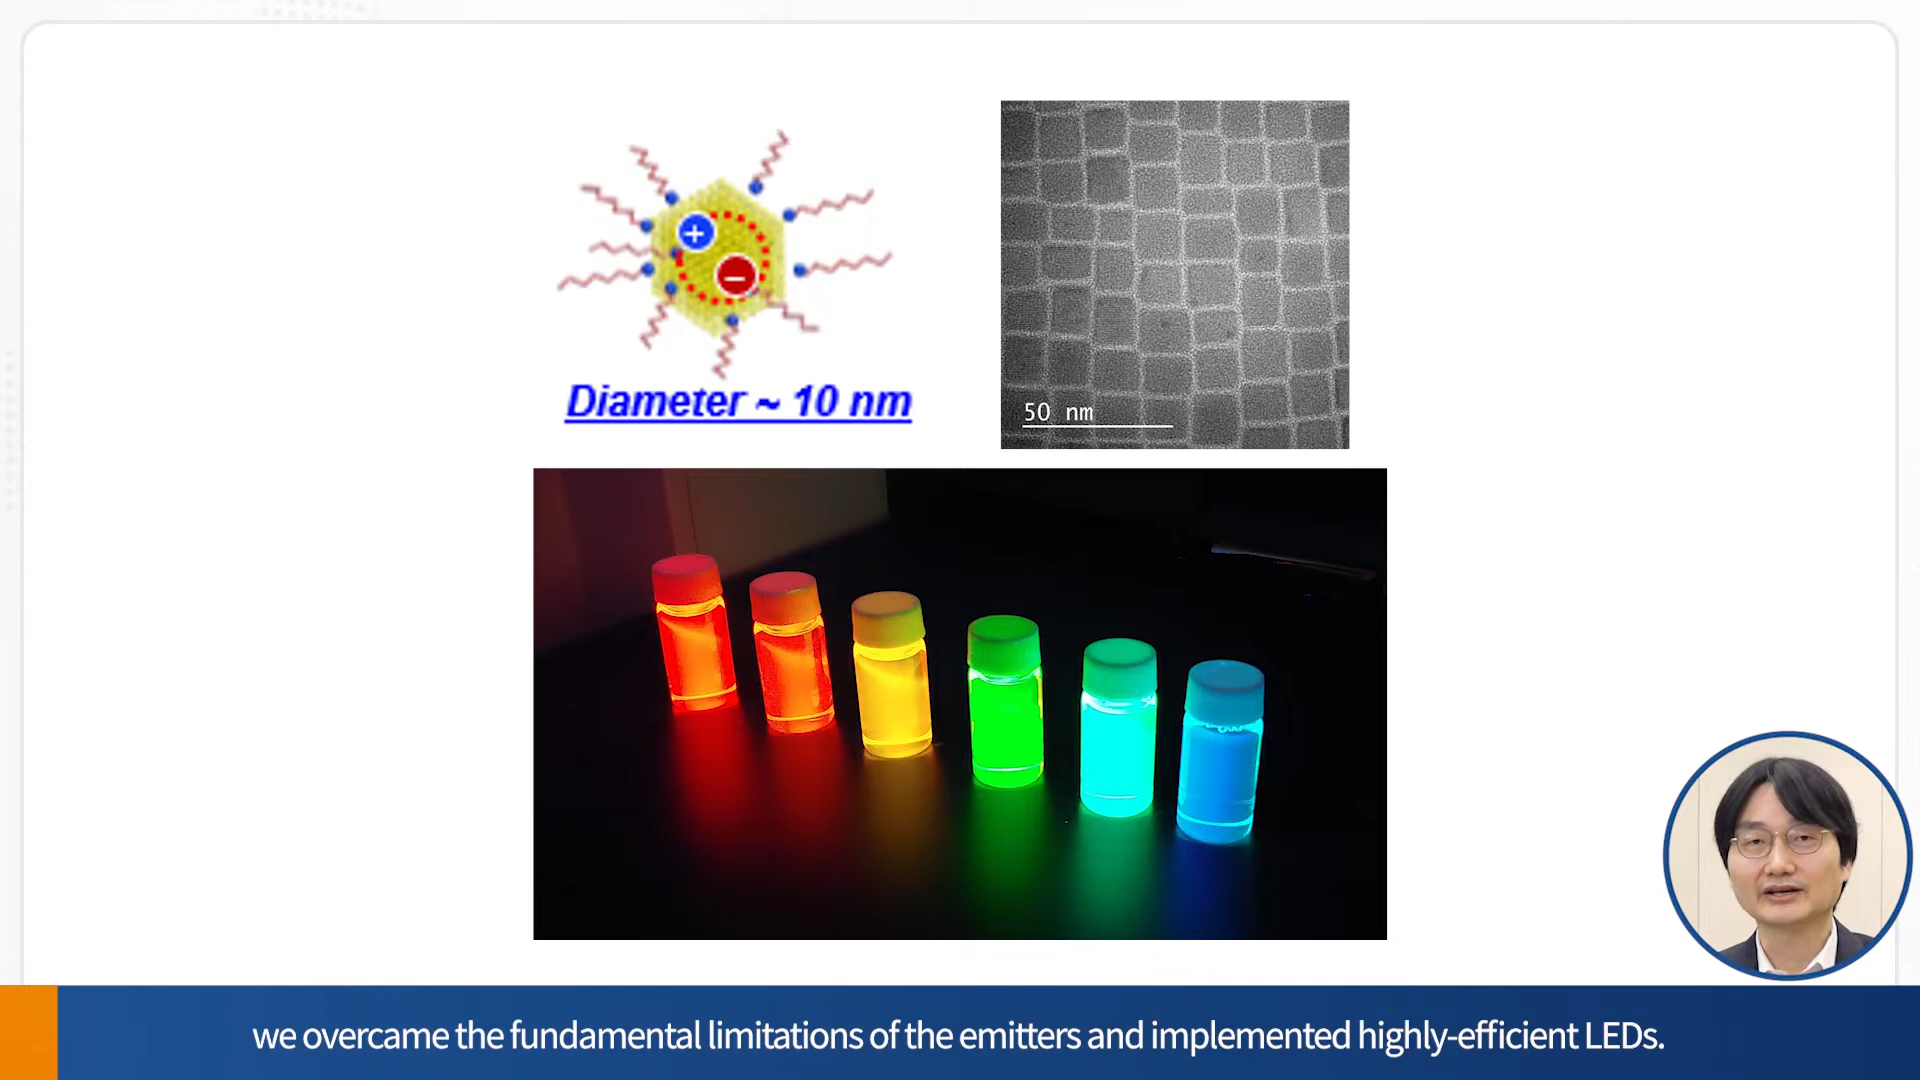 +
−
Diameter ~ 10 nm
50 nm
we overcame the fundamental limitations of the emitters and implemented highly-efficient LEDs.